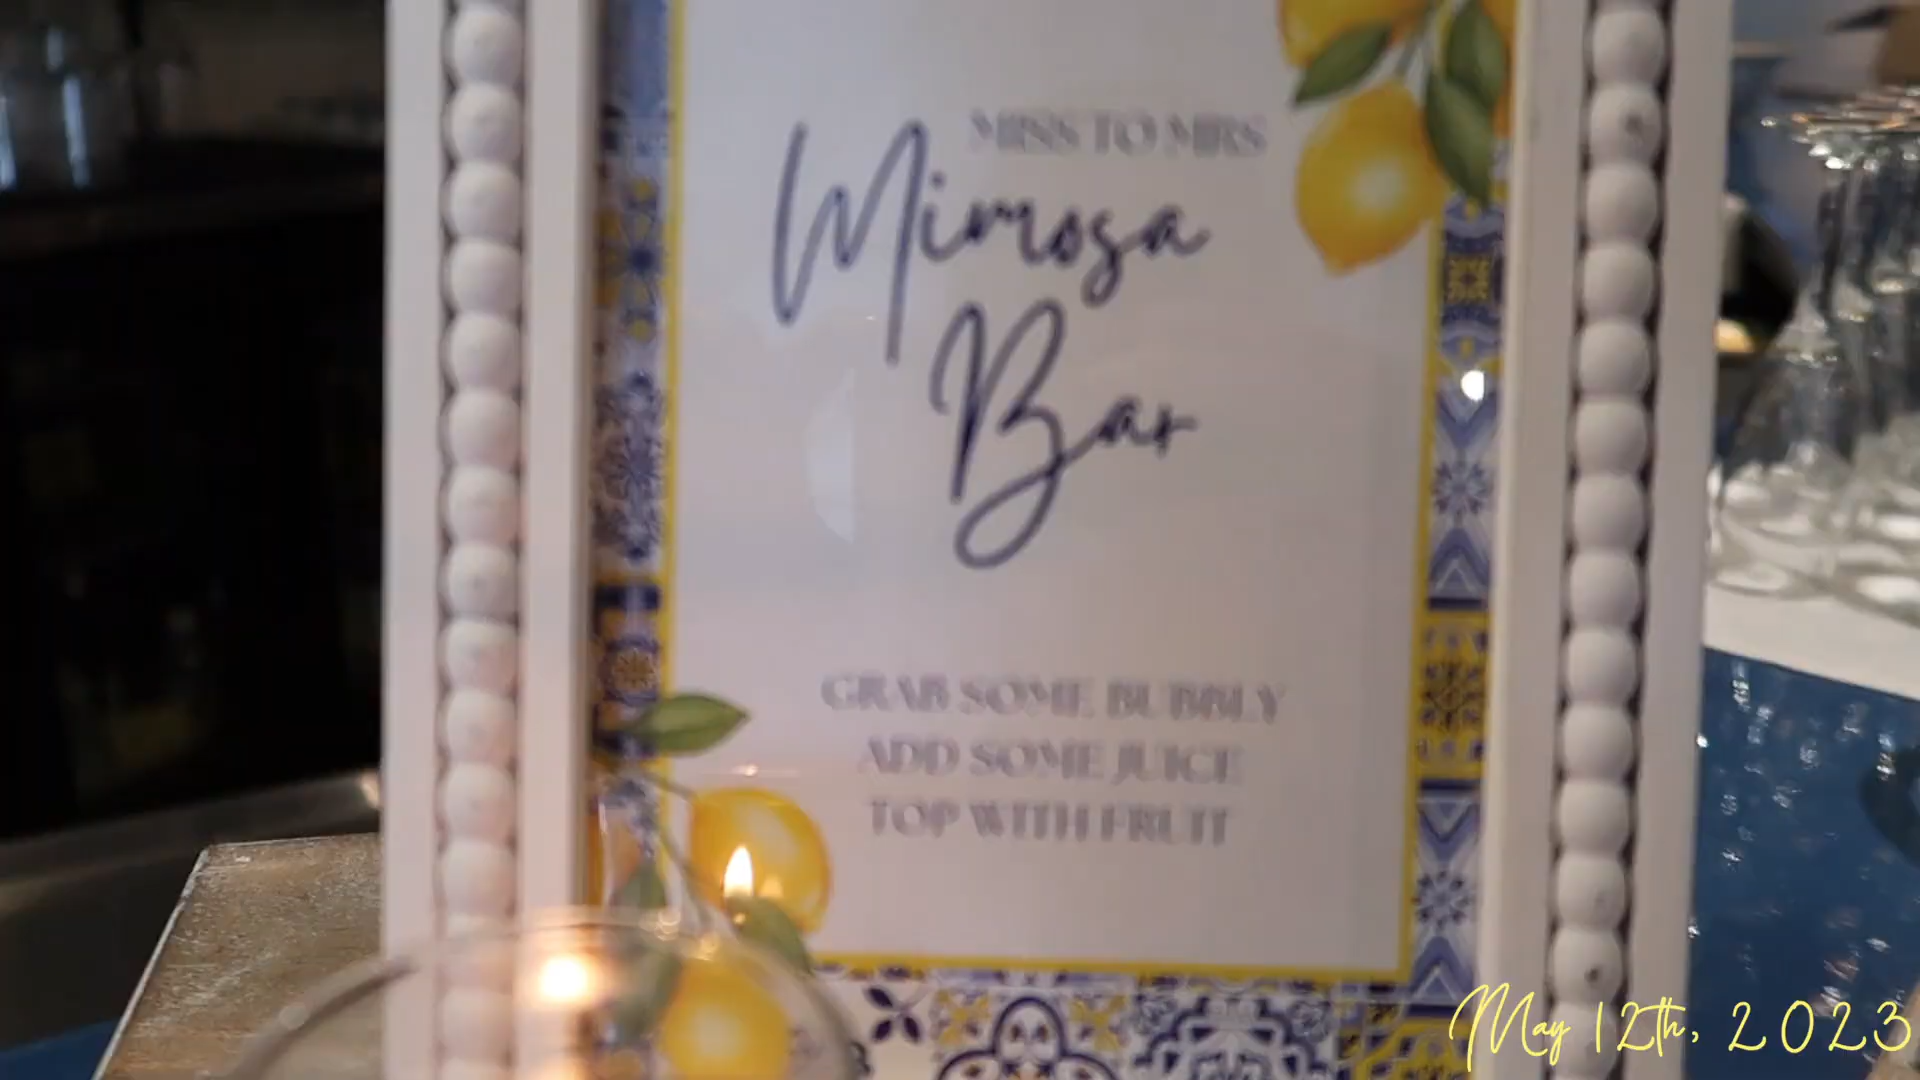 MISS TO MRS
Mimosa
Bar
GRAB SOME BUBBLY
ADD SOME JUICE
TOP WITH FRUIT
May 12th, 2023